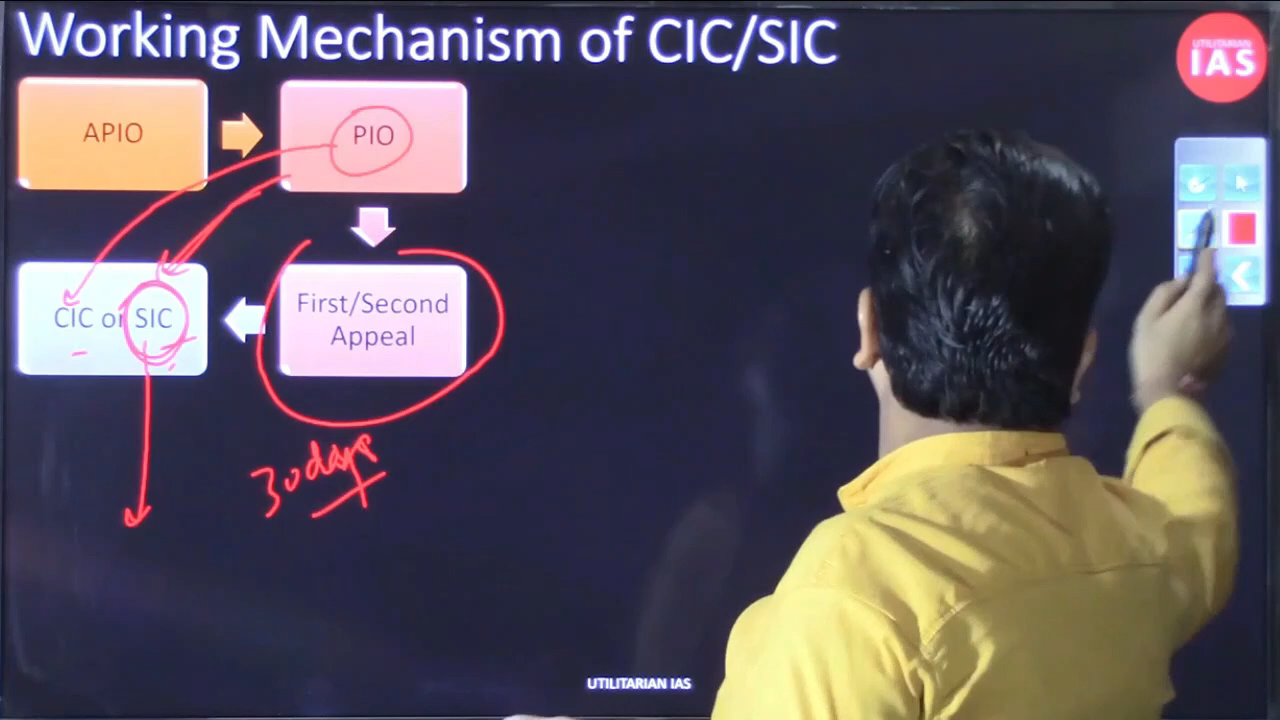 Working Mechanism of CIC/SIC
UTILITARIAN
IAS
APIO
PIO
CIC or SIC
First/Second
Appeal
30 days
UTILITARIAN IAS